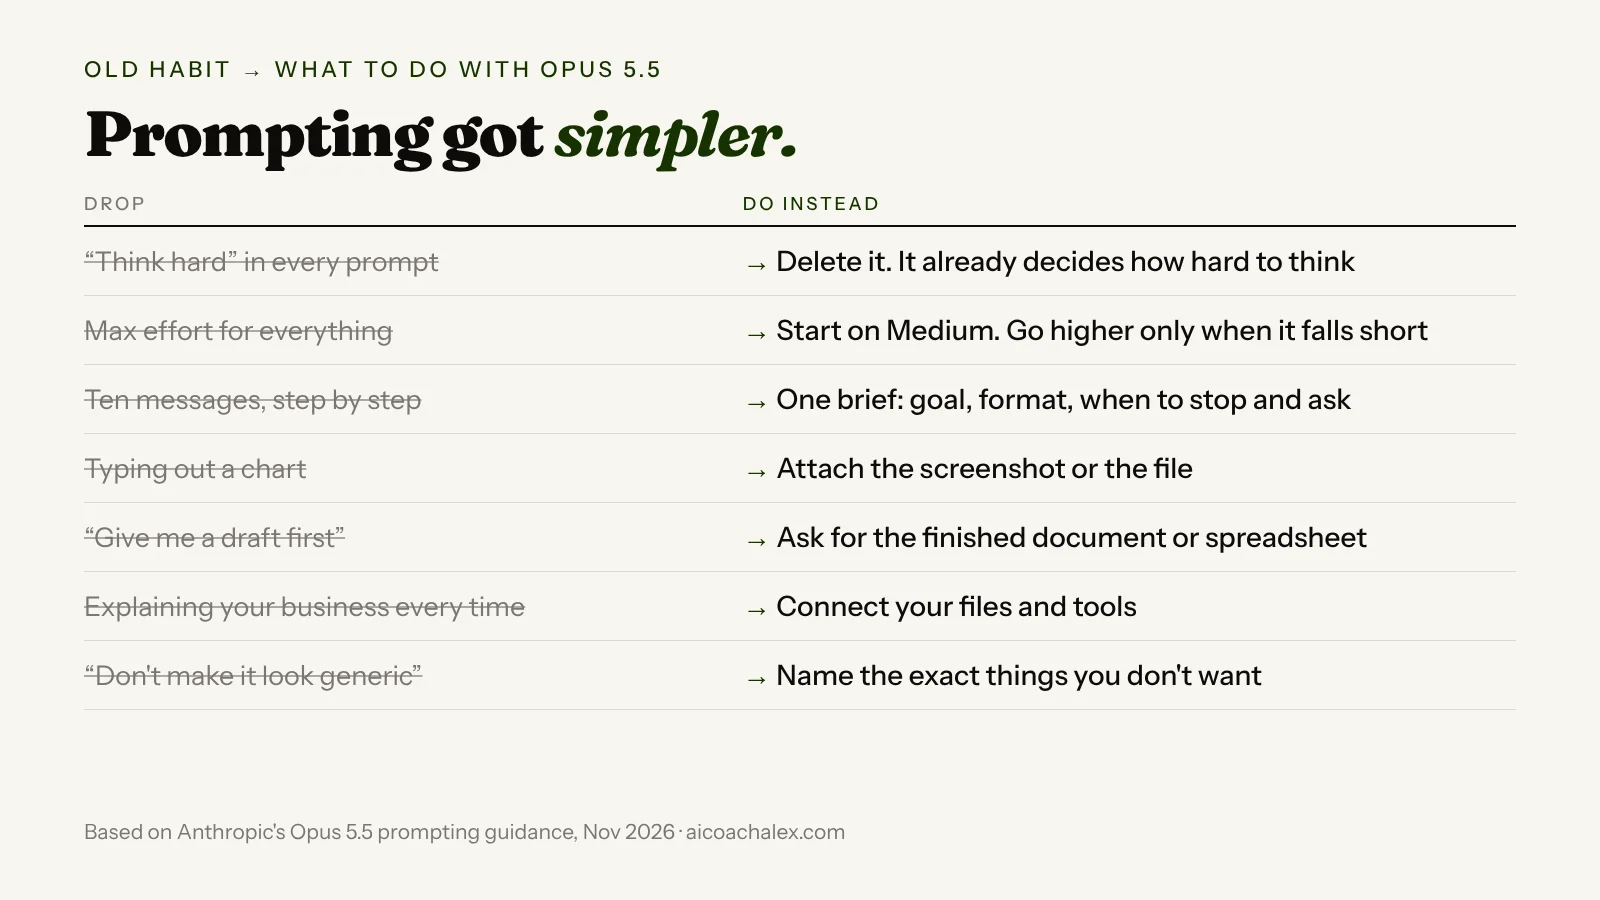 OLD HABIT → WHAT TO DO WITH OPUS 5.5
Prompting got simpler.
DROP
DO INSTEAD
“Think hard” in every prompt
→ Delete it. It already decides how hard to think
Max effort for everything
→ Start on Medium. Go higher only when it falls short
Ten messages, step by step
→ One brief: goal, format, when to stop and ask
Typing out a chart
→ Attach the screenshot or the file
“Give me a draft first”
→ Ask for the finished document or spreadsheet
Explaining your business every time
→ Connect your files and tools
“Don't make it look generic”
→ Name the exact things you don't want
Based on Anthropic's Opus 5.5 prompting guidance, Nov 2026 · aicoachalex.com